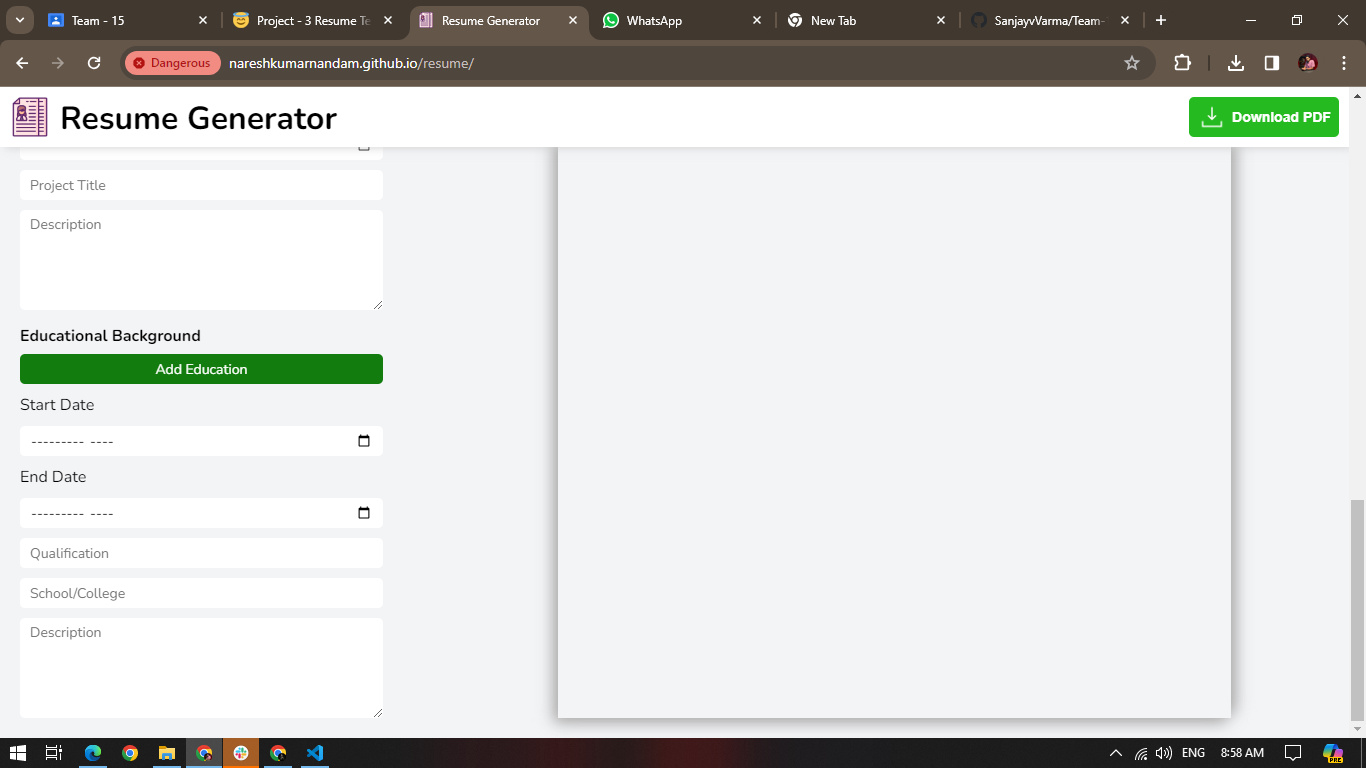 Team - 15
Project - 3 Resume Te
Resume Generator
WhatsApp
New Tab
SanjayvVarma/Team-
Dangerous
nareshkumarnandam.github.io/resume/
Resume Generator
Download PDF
Project Title
Description
Educational Background
Add Education
Start Date
--------- ----
End Date
--------- ----
Qualification
School/College
Description
ENG
8:58 AM
PRE